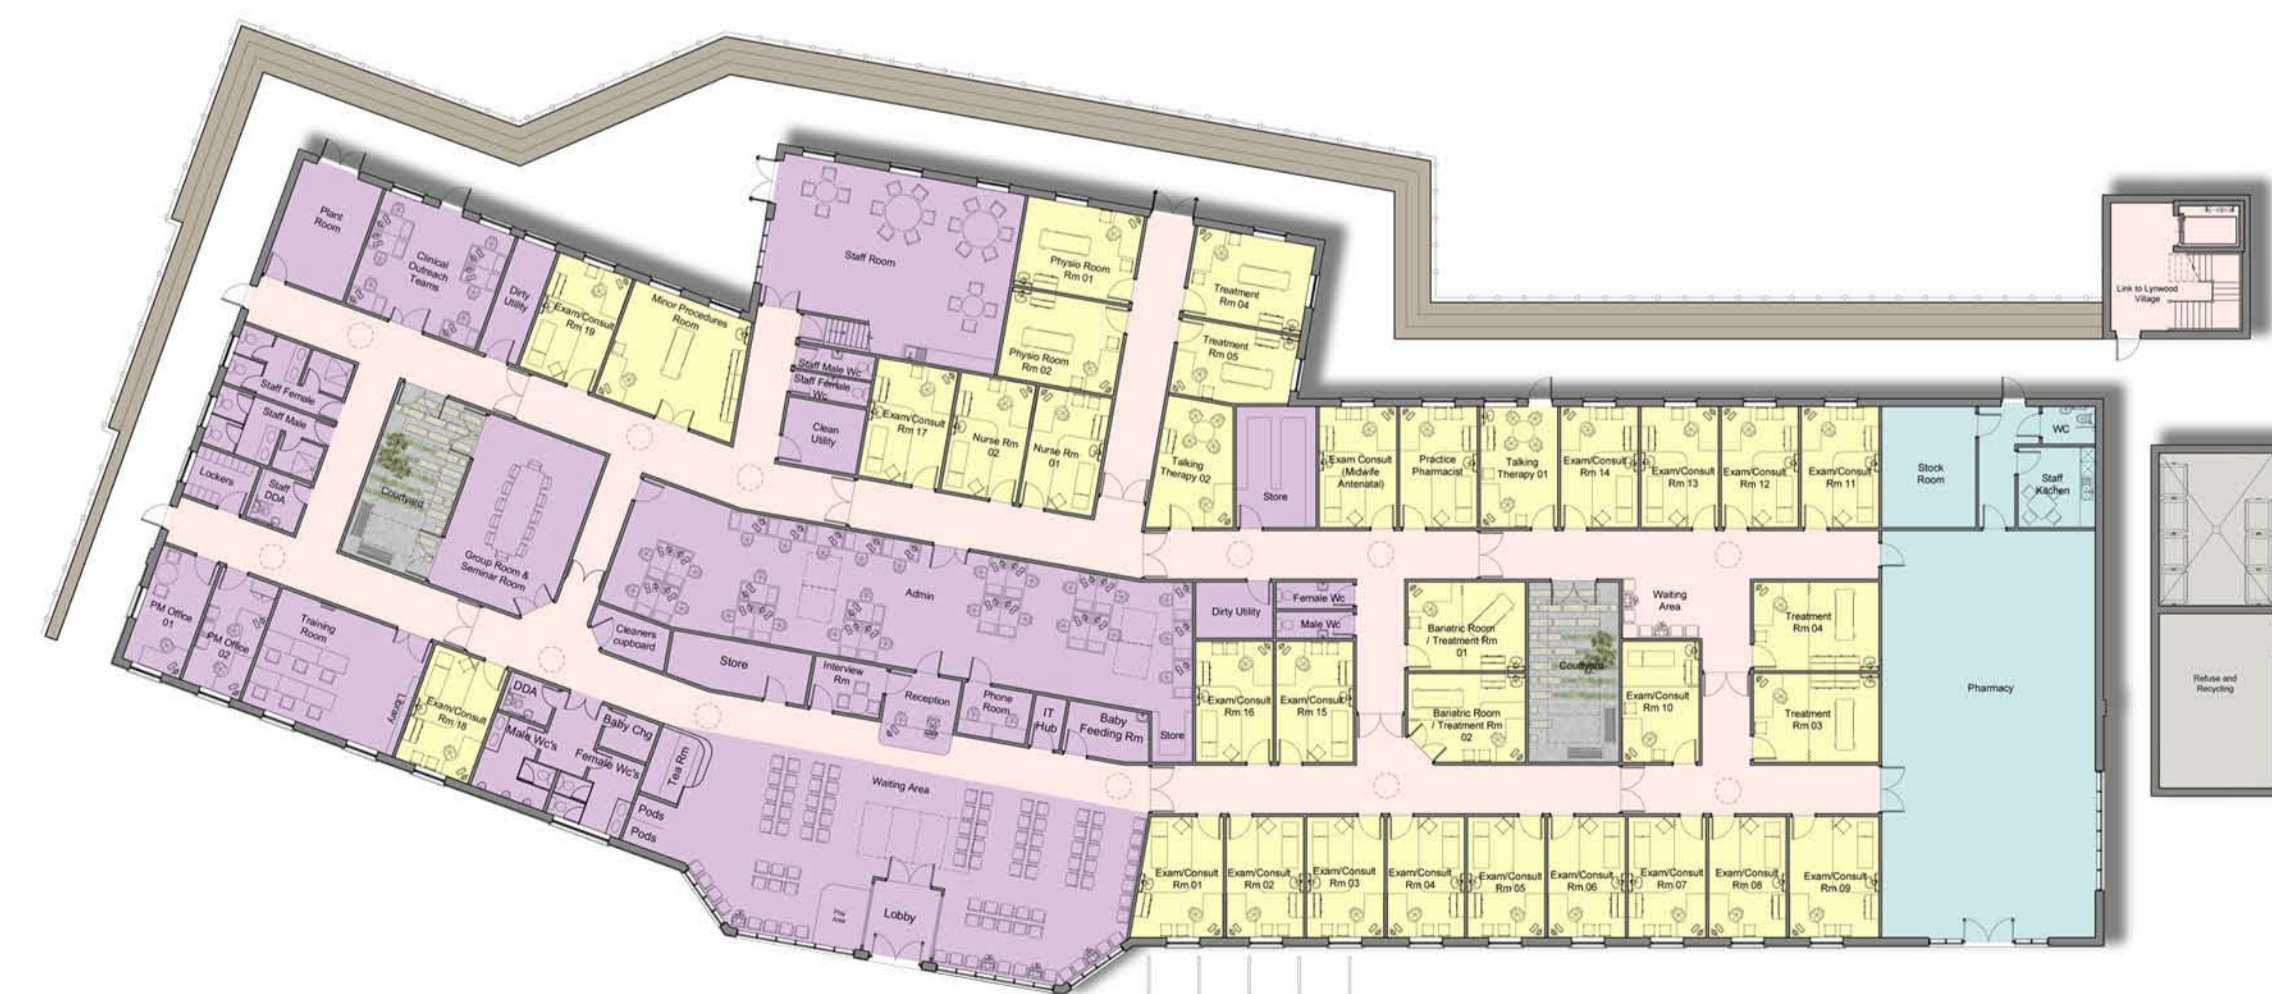 Plant
Room
Clinical
Outreach
Teams
Dirty
Utility
Exam/Consult
Rm 19
Minor Procedures
Room
Staff Room
Physio Room
Rm 01
Physio Room
Rm 02
Treatment
Rm 04
Treatment
Rm 05
Link to Lynwood
Village
Staff Female
Staff Male
Lockers
Staff
DDA
Courtyard
Group Room &
Seminar Room
Staff Male Wc
Staff Female
Wc
Clean
Utility
Exam/Consult
Rm 17
Nurse Rm
02
Nurse Rm
01
Talking
Therapy 02
Store
Exam Consult
(Midwife
Antenatal)
Practice
Pharmacist
Talking
Therapy 01
Exam/Consult
Rm 14
Exam/Consult
Rm 13
Exam/Consult
Rm 12
Exam/Consult
Rm 11
Stock
Room
WC
Staff
Kitchen
PM Office
01
PM Office
02
Training
Room
Library
Exam/Consult
Rm 18
Admin
Cleaners
cupboard
Store
Interview
Rm
Reception
Phone
Room
IT
Hub
Baby
Feeding Rm
Store
Dirty Utility
Female Wc
Male Wc
Exam/Consult
Rm 16
Exam/Consult
Rm 15
Bariatric Room
/ Treatment Rm
01
Bariatric Room
/ Treatment Rm
02
Courtyard
Waiting
Area
Exam/Consult
Rm 10
Treatment
Rm 04
Treatment
Rm 03
Pharmacy
Refuse and
Recycling
DDA
Male Wc's
Baby Chg
Female Wc's
Tea Rm
Pods
Pods
Waiting Area
Play
Area
Lobby
Exam/Consult
Rm 01
Exam/Consult
Rm 02
Exam/Consult
Rm 03
Exam/Consult
Rm 04
Exam/Consult
Rm 05
Exam/Consult
Rm 06
Exam/Consult
Rm 07
Exam/Consult
Rm 08
Exam/Consult
Rm 09